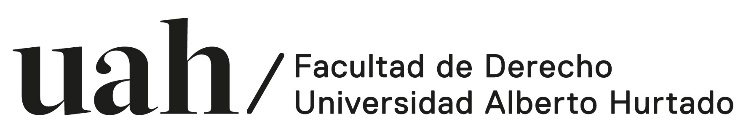 uah/ Facultad de Derecho
Universidad Alberto Hurtado